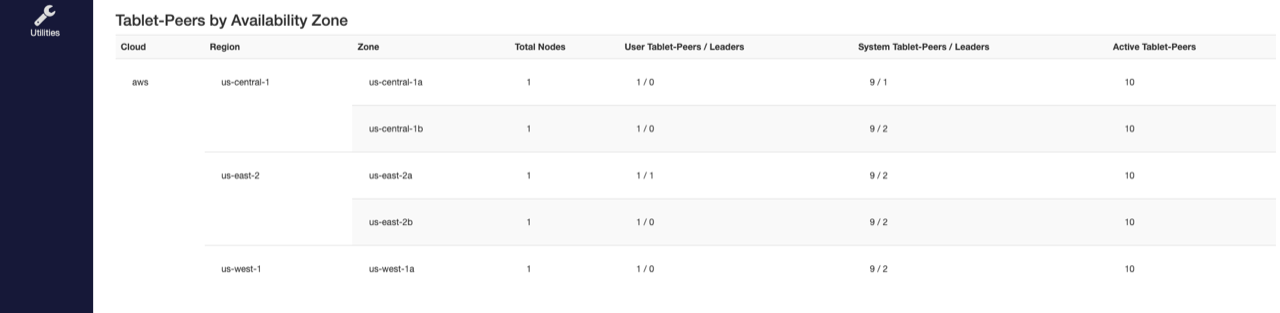 Utilities
Tablet-Peers by Availability Zone
Cloud Region Zone Total Nodes User Tablet-Peers / Leaders System Tablet-Peers / Leaders Active Tablet-Peers
aws us-central-1 us-central-1a 1 1 / 0 9 / 1 10
us-central-1b 1 1 / 0 9 / 2 10
us-east-2 us-east-2a 1 1 / 1 9 / 2 10
us-east-2b 1 1 / 0 9 / 2 10
us-west-1 us-west-1a 1 1 / 0 9 / 2 10